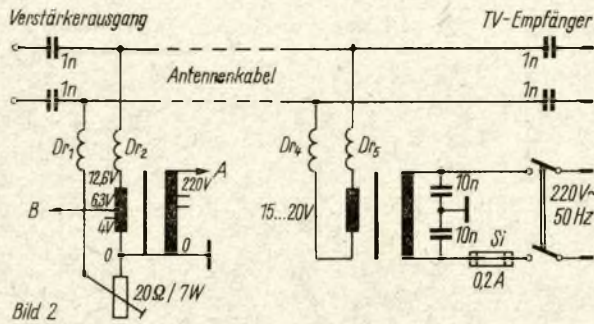 Verstärkerausgang
TV-Empfänger
1n
1n
Antennenkabel
1n
1n
Dr1
Dr2
Dr4
Dr5
12,6V
220V
A
B
6,3V
4V
15...20V
10n
10n
220V~
50 Hz
0
0
Si
0,2A
20Ω / 7W
Bild 2